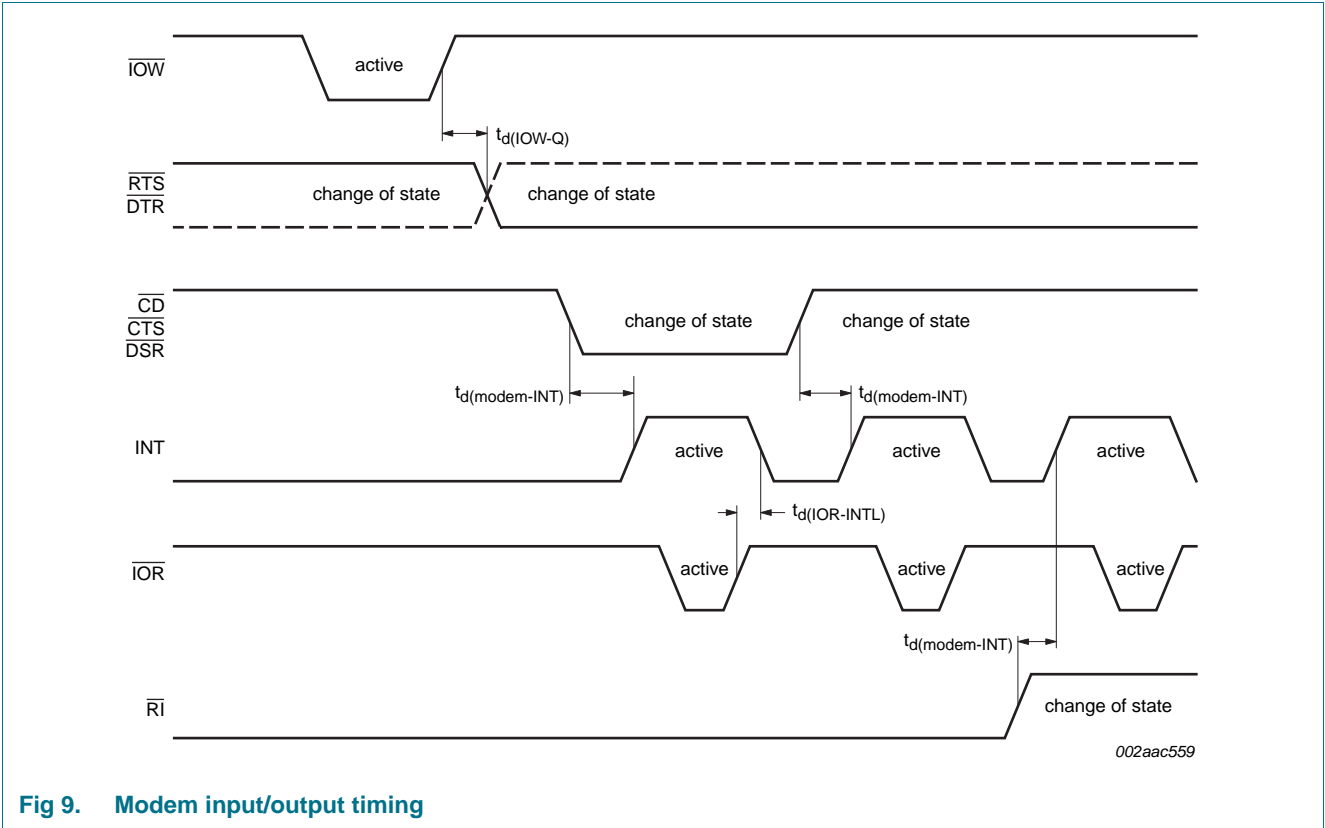 IOW
active
td(IOW-Q)
RTS
DTR
change of state
change of state
CD
CTS
DSR
change of state
change of state
td(modem-INT)
td(modem-INT)
INT
active
active
active
td(IOR-INTL)
IOR
active
active
active
td(modem-INT)
RI
change of state
002aac559
Fig 9. Modem input/output timing